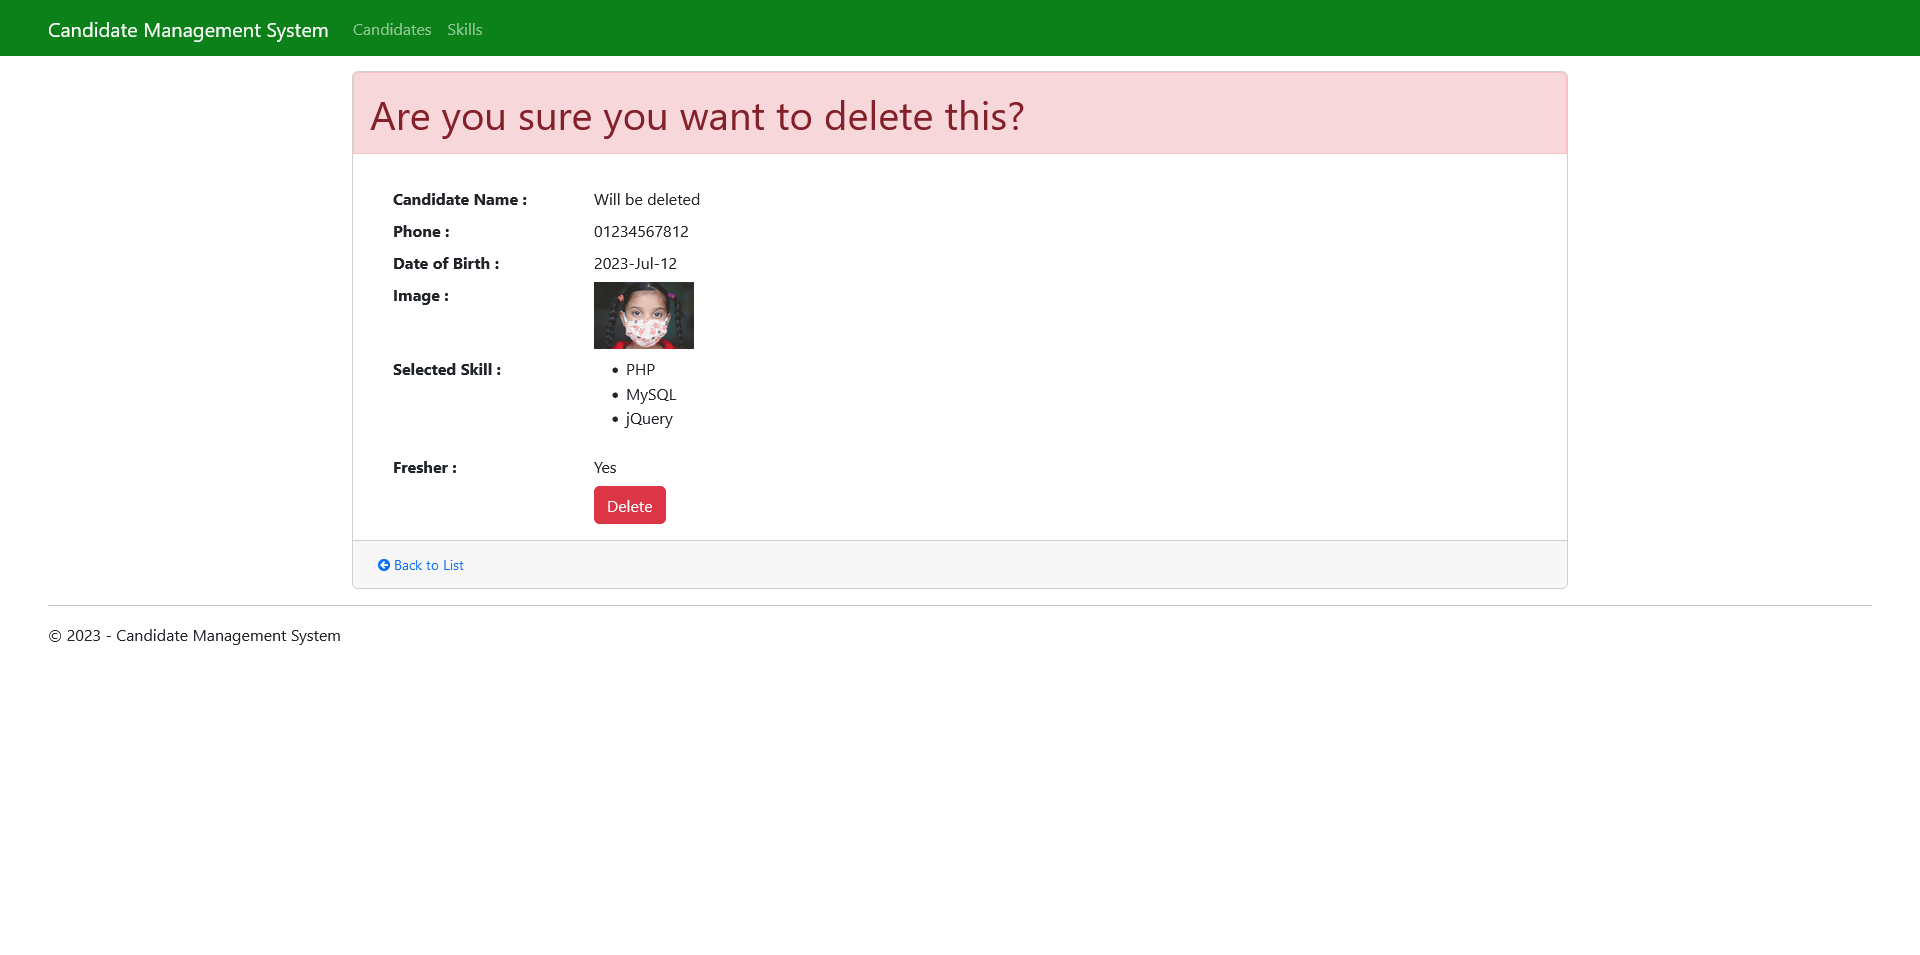 Candidate Management System Candidates Skills
Are you sure you want to delete this?
Candidate Name : Will be deleted
Phone : 01234567812
Date of Birth : 2023-Jul-12
Image :
Selected Skill : • PHP
• MySQL
• jQuery
Fresher : Yes
Delete
Back to List
© 2023 - Candidate Management System